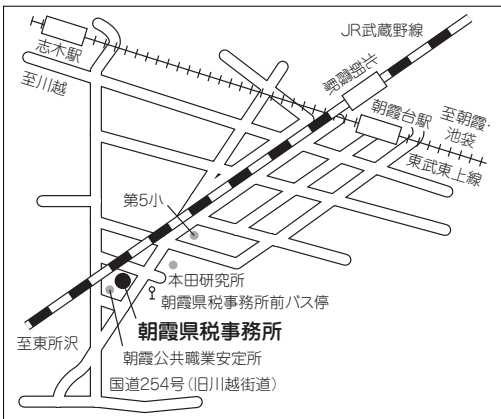 JR武蔵野線
志木駅
至川越
北朝霞駅
朝霞台駅
至朝霞・
池袋
東武東上線
第5小
本田研究所
朝霞県税事務所前バス停
朝霞県税事務所
至東所沢
朝霞公共職業安定所
国道254号(旧川越街道)